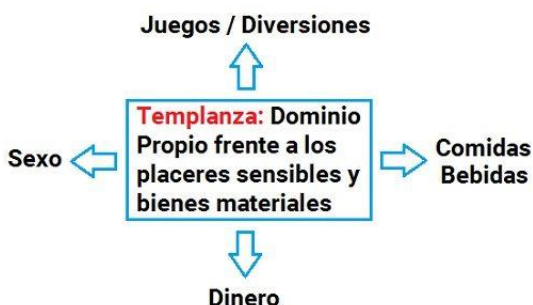 Juegos / Diversiones
Templanza: Dominio
Propio frente a los
placeres sensibles y
bienes materiales
Sexo
Comidas
Bebidas
Dinero